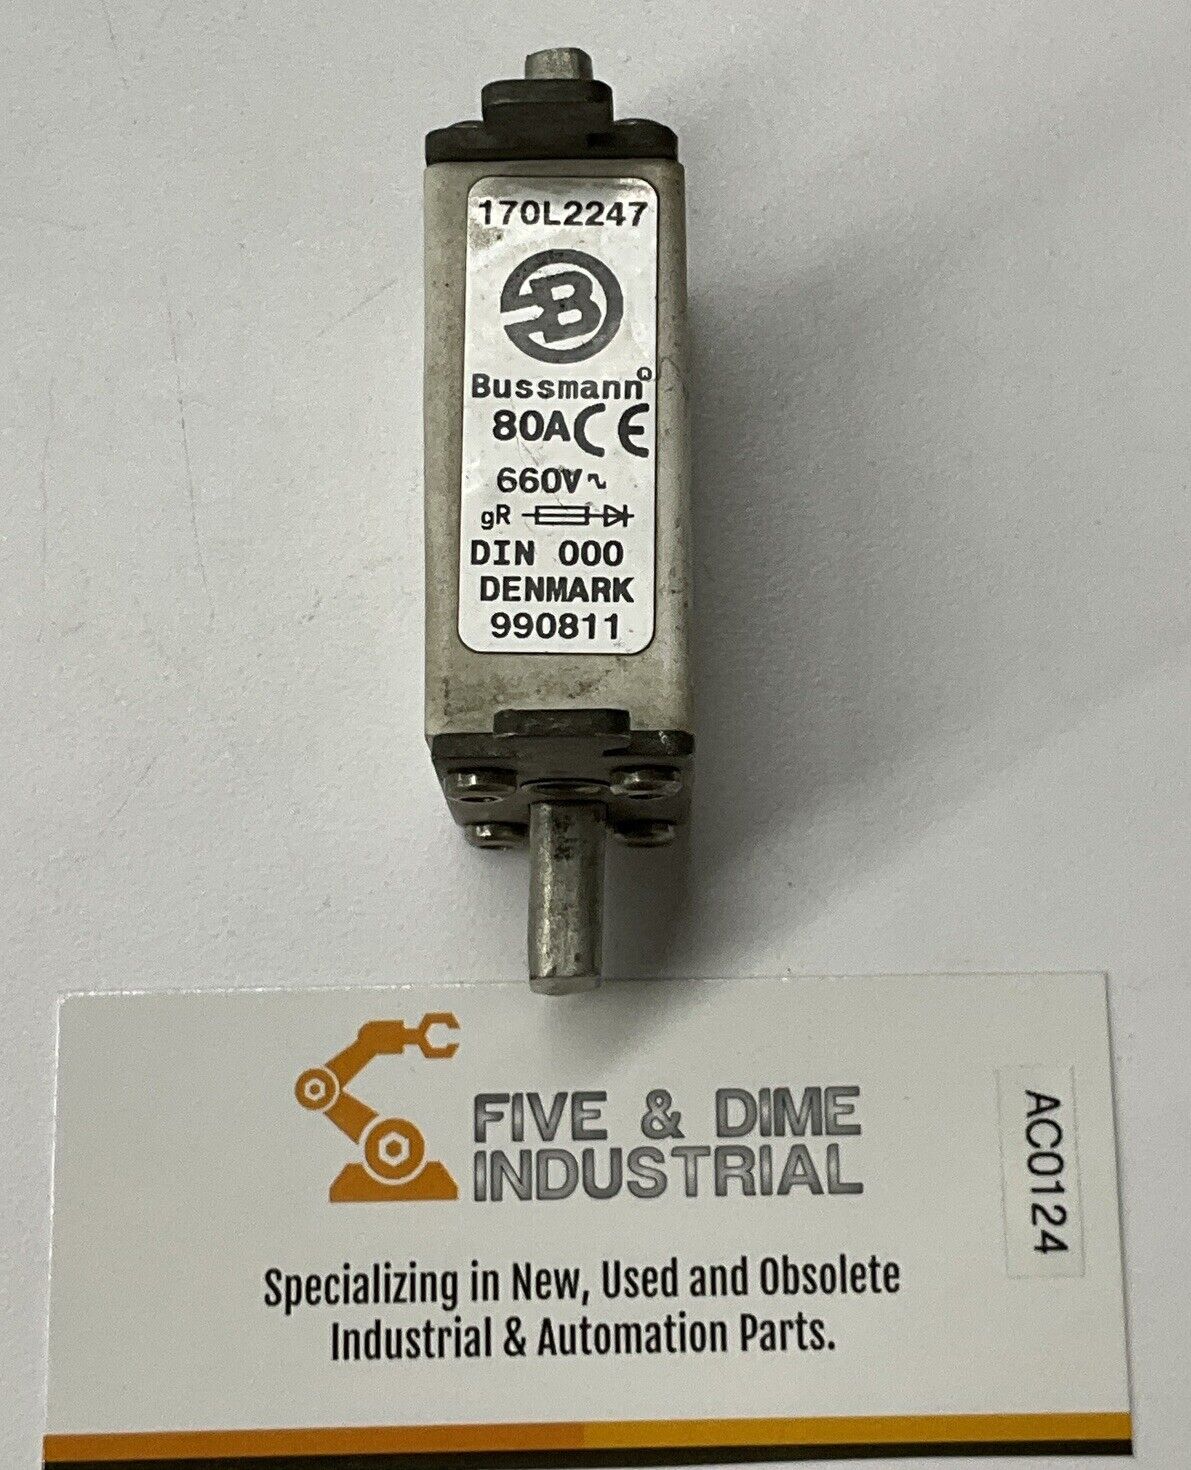 170L2247
B
Bussmann®
80A CE
660V~
gR
DIN 000
DENMARK
990811
FIVE & DIME
INDUSTRIAL
AC0124
Specializing in New, Used and Obsolete
Industrial & Automation Parts.